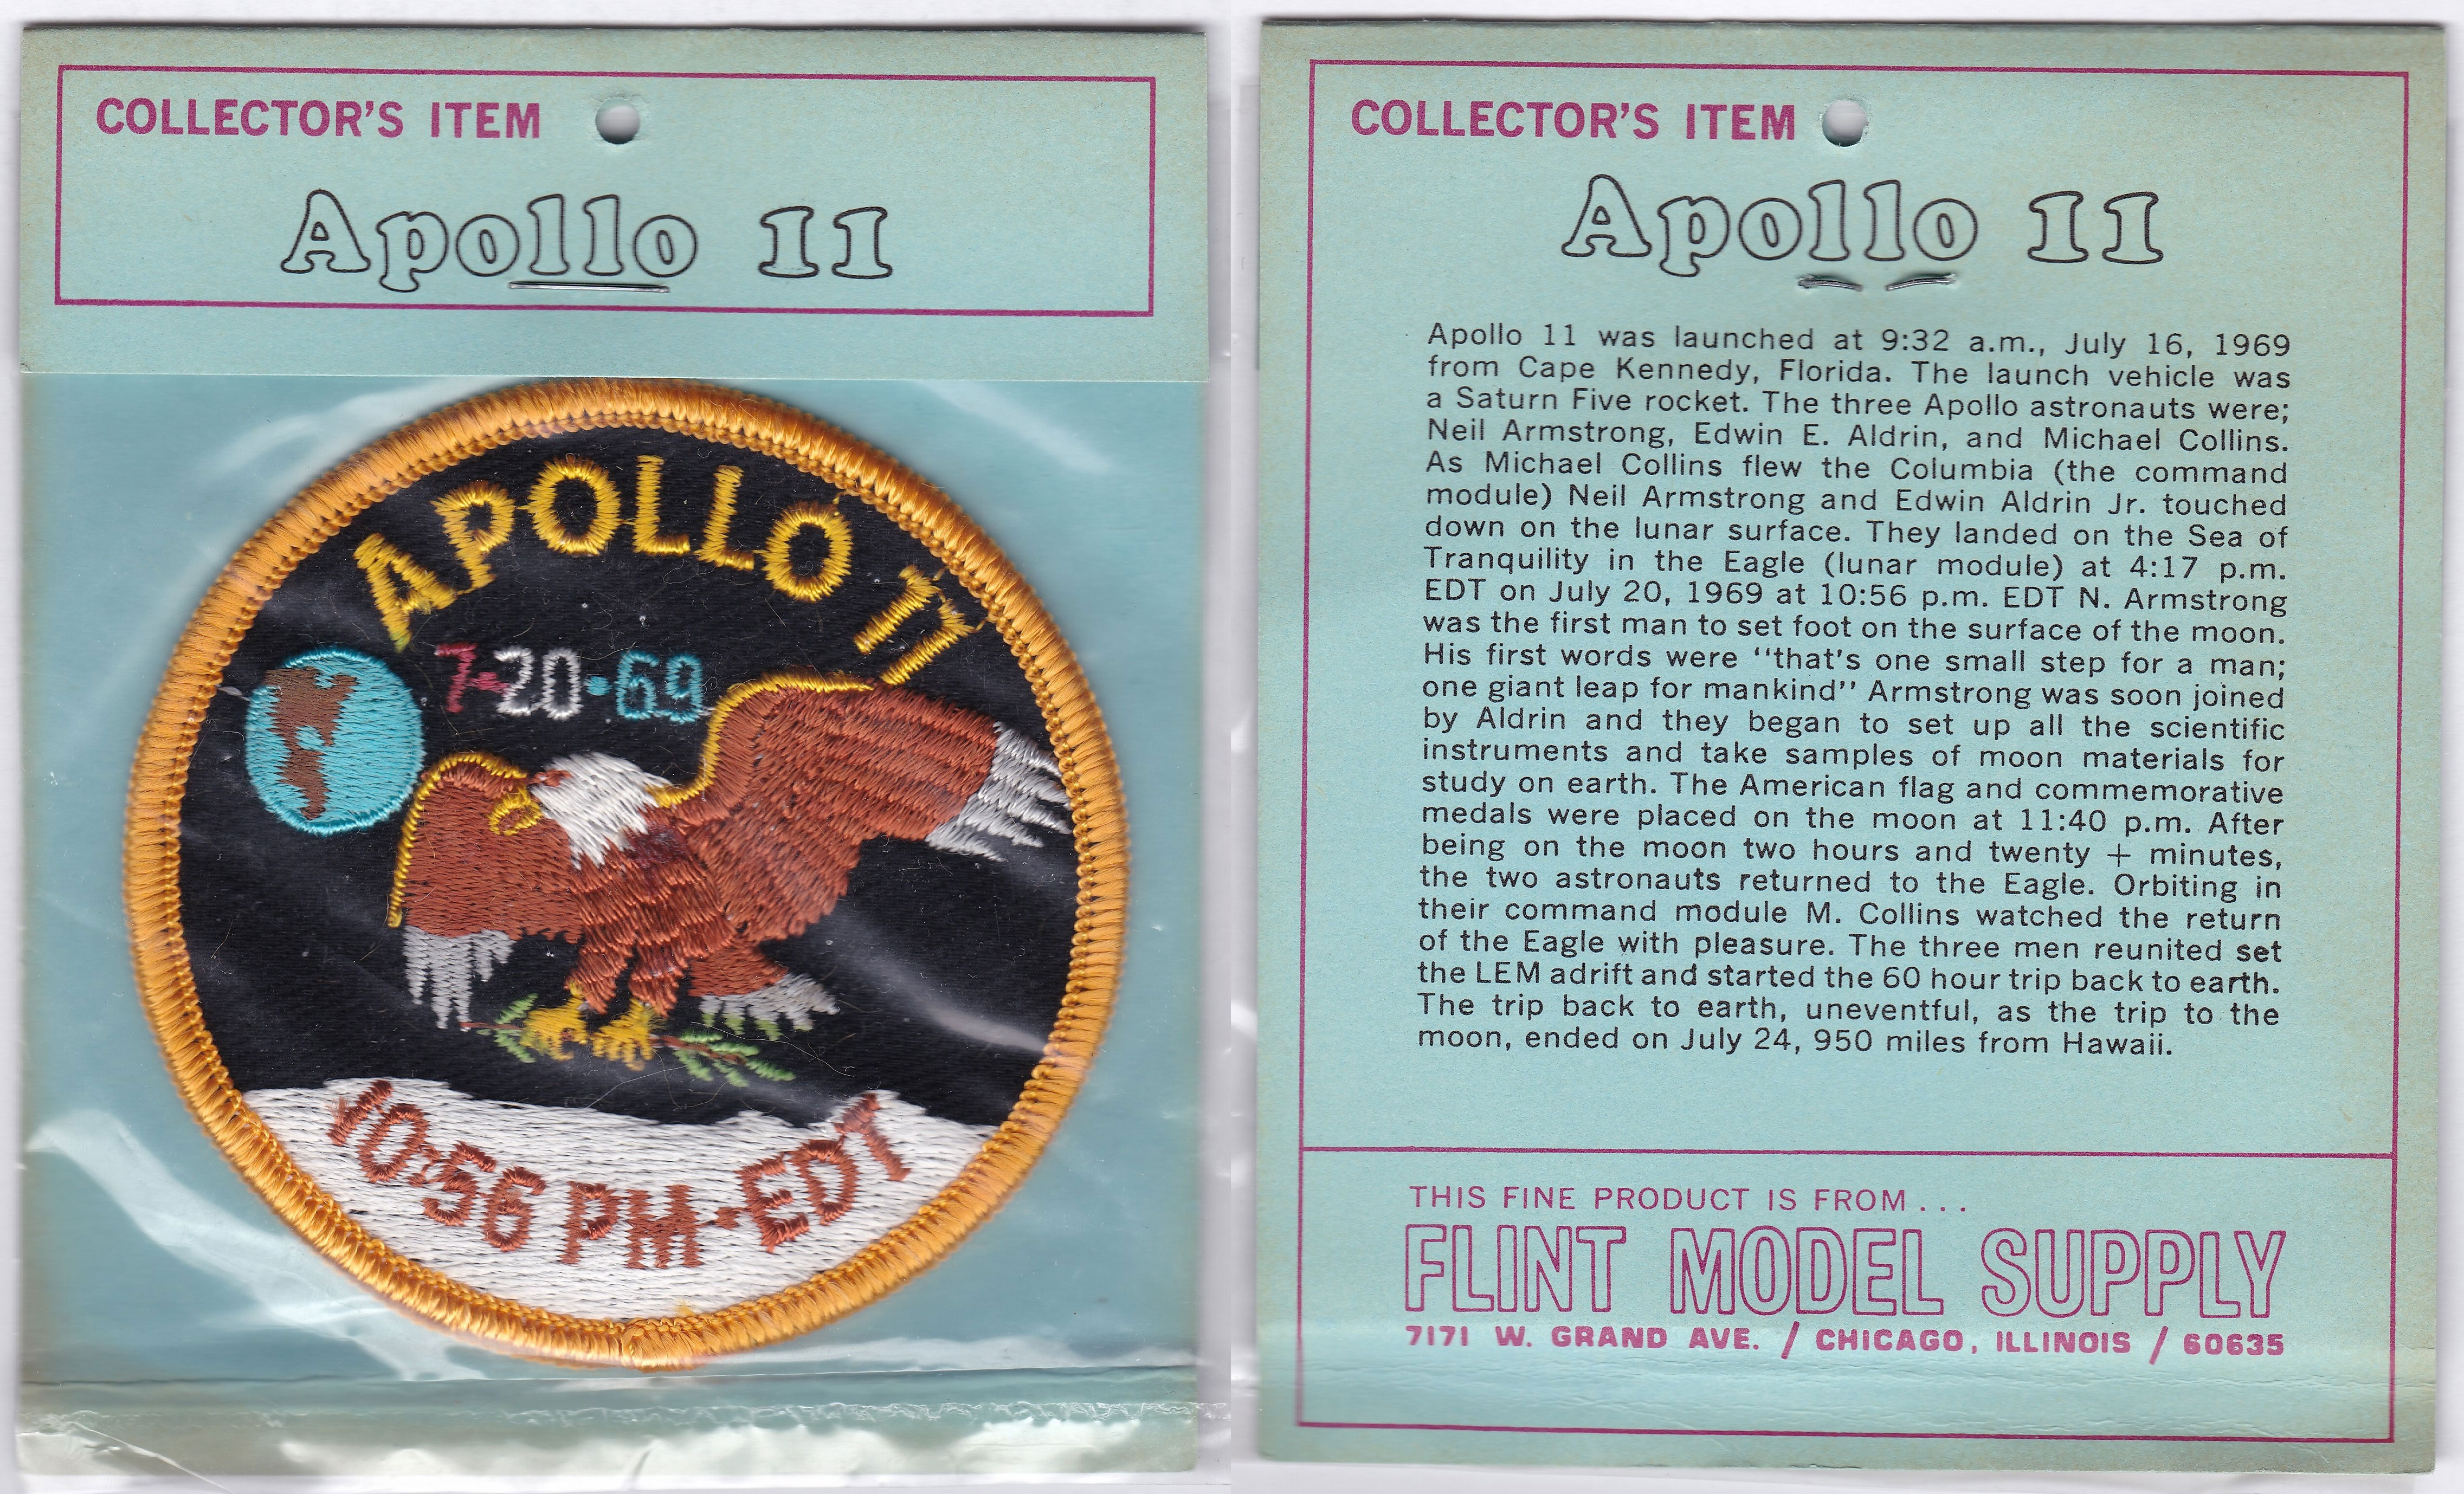 COLLECTOR'S ITEM
Apollo 11
APOLLO 11
7-20-69
10:56 PM-EDT
COLLECTOR'S ITEM
Apollo 11
Apollo 11 was launched at 9:32 a.m., July 16, 1969
from Cape Kennedy, Florida. The launch vehicle was
a Saturn Five rocket. The three Apollo astronauts were;
Neil Armstrong, Edwin E. Aldrin, and Michael Collins.
As Michael Collins flew the Columbia (the command
module) Neil Armstrong and Edwin Aldrin Jr. touched
down on the lunar surface. They landed on the Sea of
Tranquility in the Eagle (lunar module) at 4:17 p.m.
EDT on July 20, 1969 at 10:56 p.m. EDT N. Armstrong
was the first man to set foot on the surface of the moon.
His first words were "that's one small step for a man;
one giant leap for mankind" Armstrong was soon joined
by Aldrin and they began to set up all the scientific
instruments and take samples of moon materials for
study on earth. The American flag and commemorative
medals were placed on the moon at 11:40 p.m. After
being on the moon two hours and twenty + minutes,
the two astronauts returned to the Eagle. Orbiting in
their command module M. Collins watched the return
of the Eagle with pleasure. The three men reunited set
the LEM adrift and started the 60 hour trip back to earth.
The trip back to earth, uneventful, as the trip to the
moon, ended on July 24, 950 miles from Hawaii.
THIS FINE PRODUCT IS FROM...
FLINT MODEL SUPPLY
7171 W. GRAND AVE. / CHICAGO, ILLINOIS / 60635